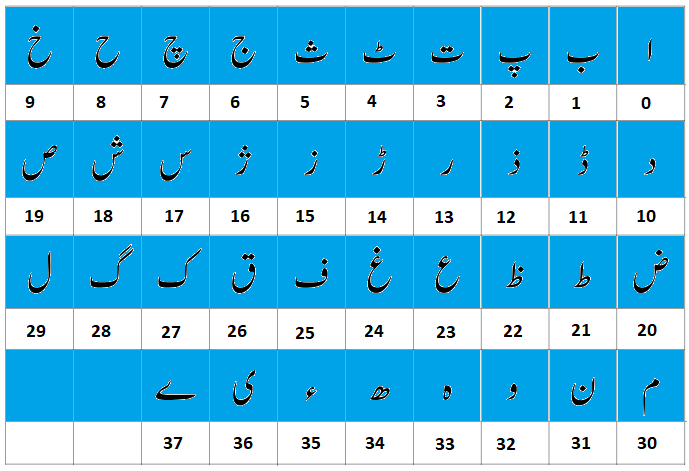 ا ب پ ت ٹ ث ج چ ح خ
0 1 2 3 4 5 6 7 8 9
د ڈ ذ ر ڑ ز ژ س ش ص
10 11 12 13 14 15 16 17 18 19
ض ط ظ ع غ ف ق ک گ ل
20 21 22 23 24 25 26 27 28 29
م ن و ہ ھ ء ی ے
30 31 32 33 34 35 36 37